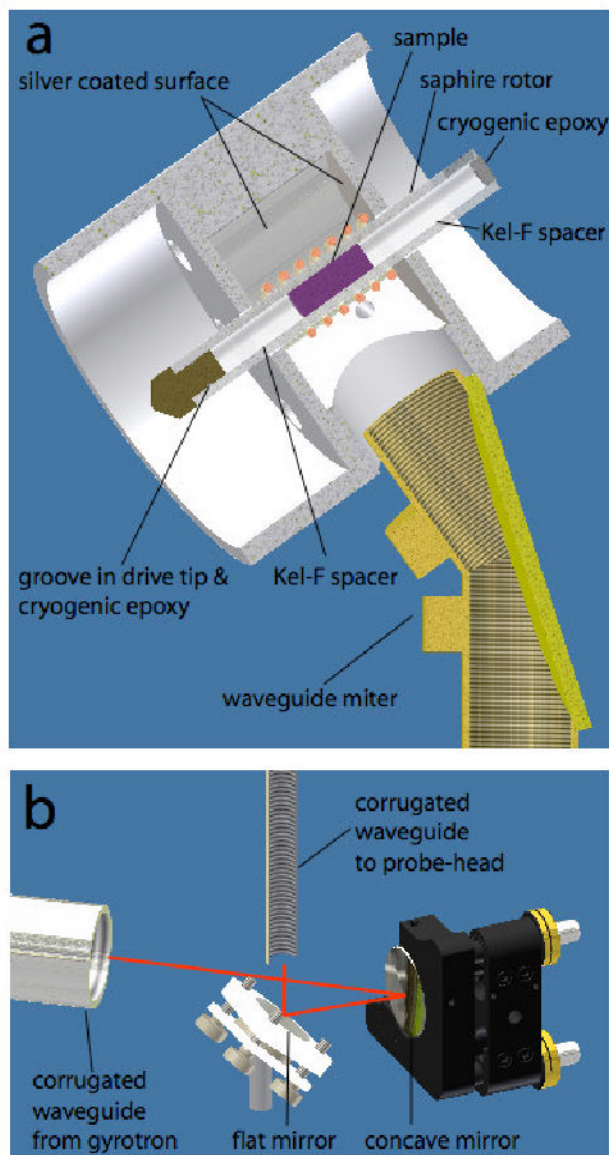 a
sample
silver coated surface
saphire rotor
cryogenic epoxy
Kel-F spacer
groove in drive tip &
cryogenic epoxy
Kel-F spacer
waveguide miter
b
corrugated
waveguide
to probe-head
corrugated
waveguide
from gyrotron
flat mirror
concave mirror